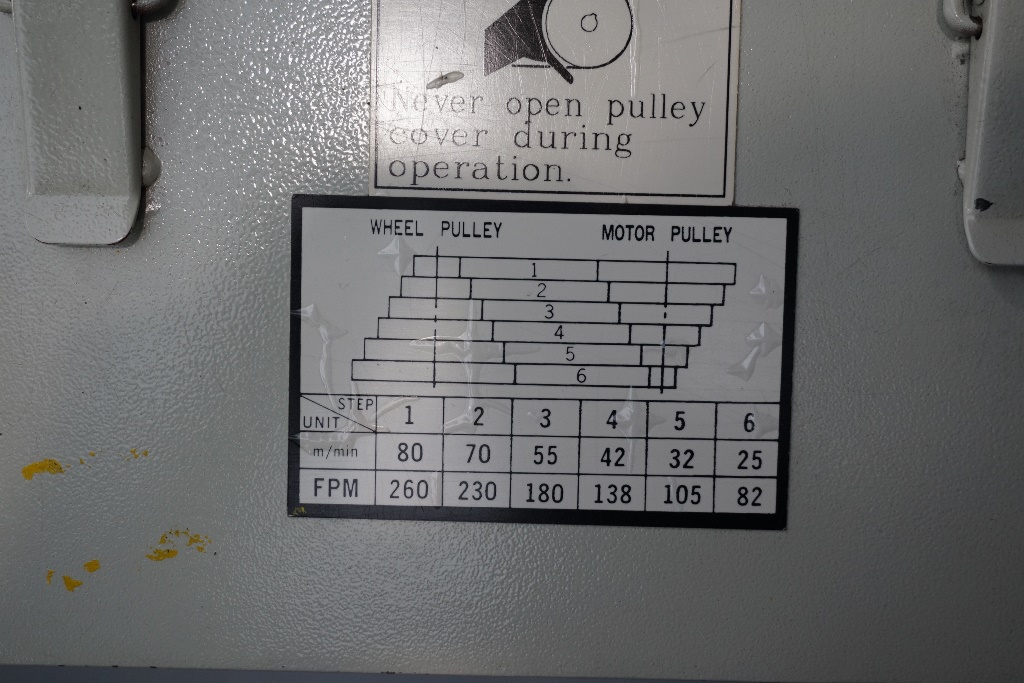 Never open pulley
cover during
operation.
WHEEL PULLEY MOTOR PULLEY
1
2
3
4
5
6
STEP
UNIT 1 2 3 4 5 6
m/min 80 70 55 42 32 25
FPM 260 230 180 138 105 82